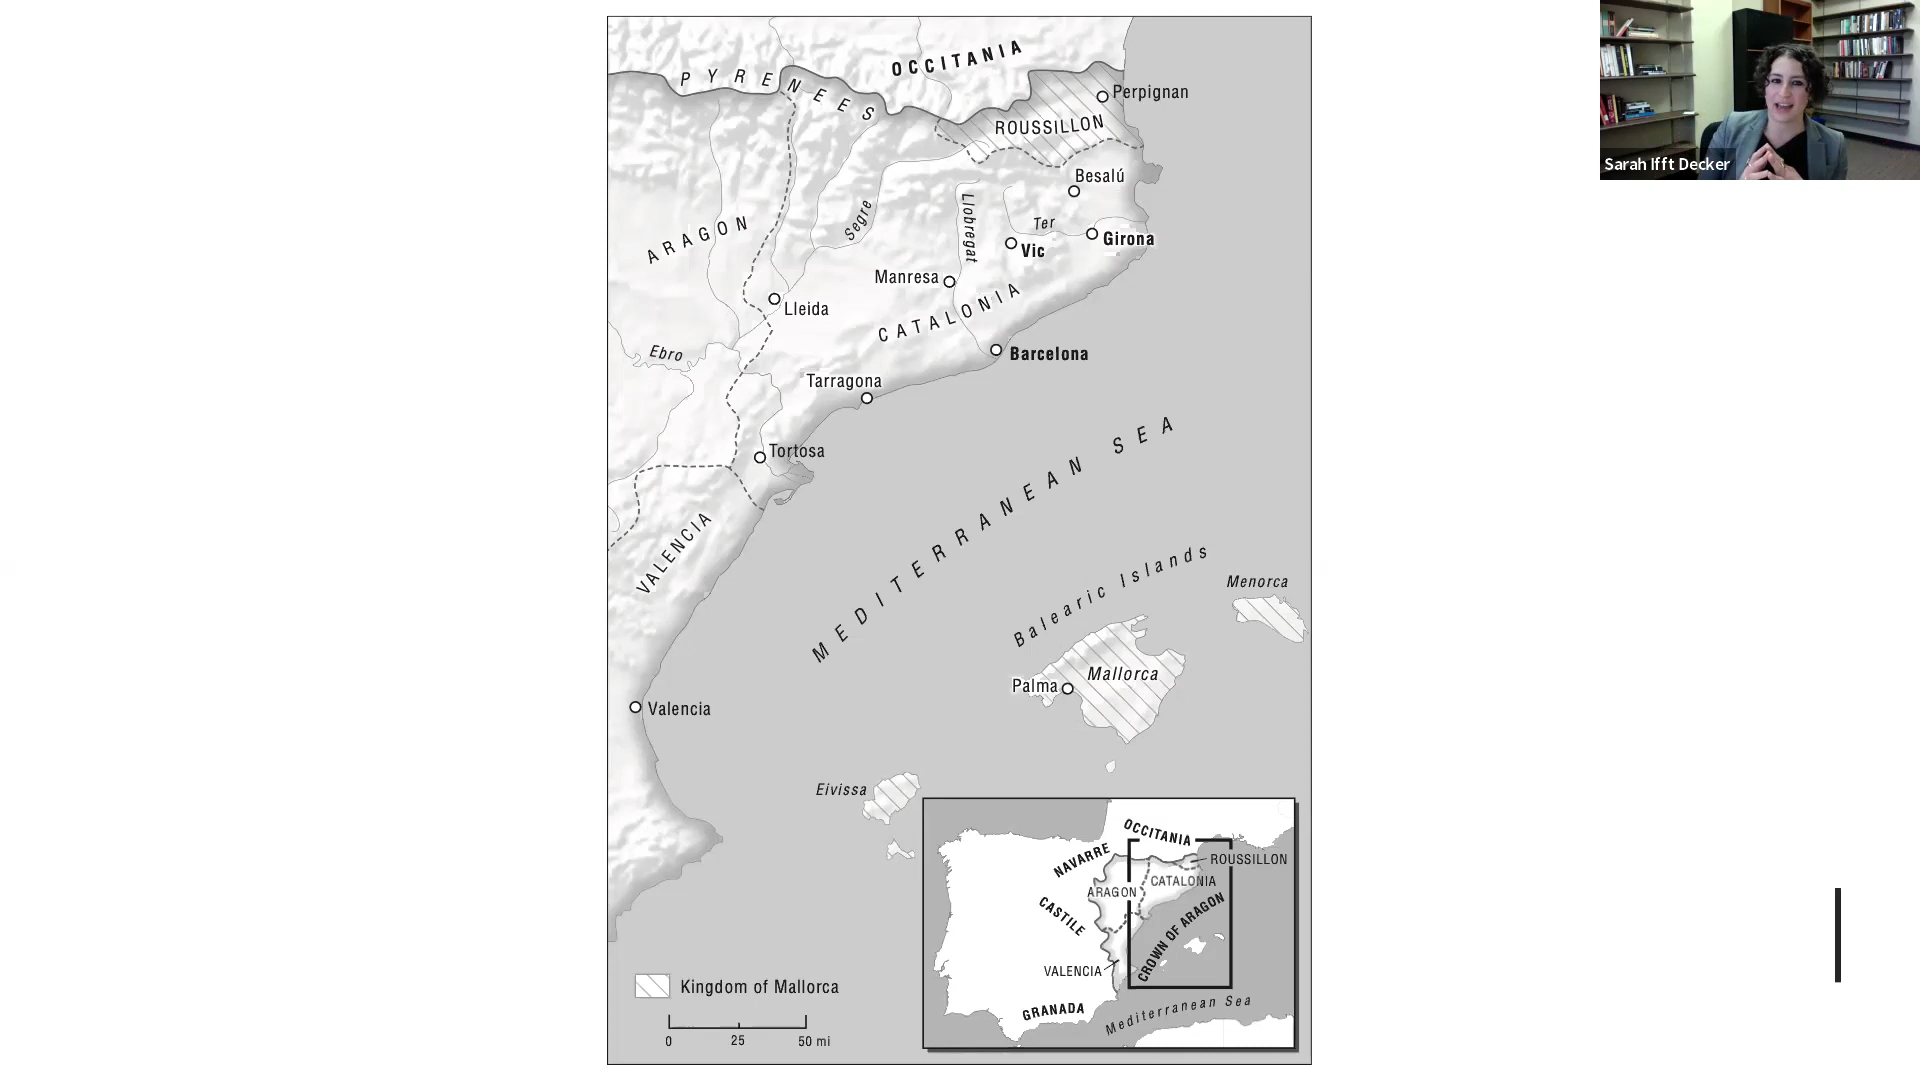 OCCITANIA
PYRENEES
Perpignan
ROUSSILLON
Besalú
Segre
Llobregat
Ter
ARAGON
Vic
Girona
Manresa
Lleida
CATALONIA
Ebro
Barcelona
Tarragona
Tortosa
MEDITERRANEAN SEA
VALENCIA
Balearic Islands
Menorca
Mallorca
Palma
Valencia
Eivissa
OCCITANIA
NAVARRE
ROUSSILLON
ARAGON
CATALONIA
CASTILE
CROWN OF ARAGON
VALENCIA
GRANADA
Mediterranean Sea
Kingdom of Mallorca
0 25 50 mi
Sarah Ifft Decker